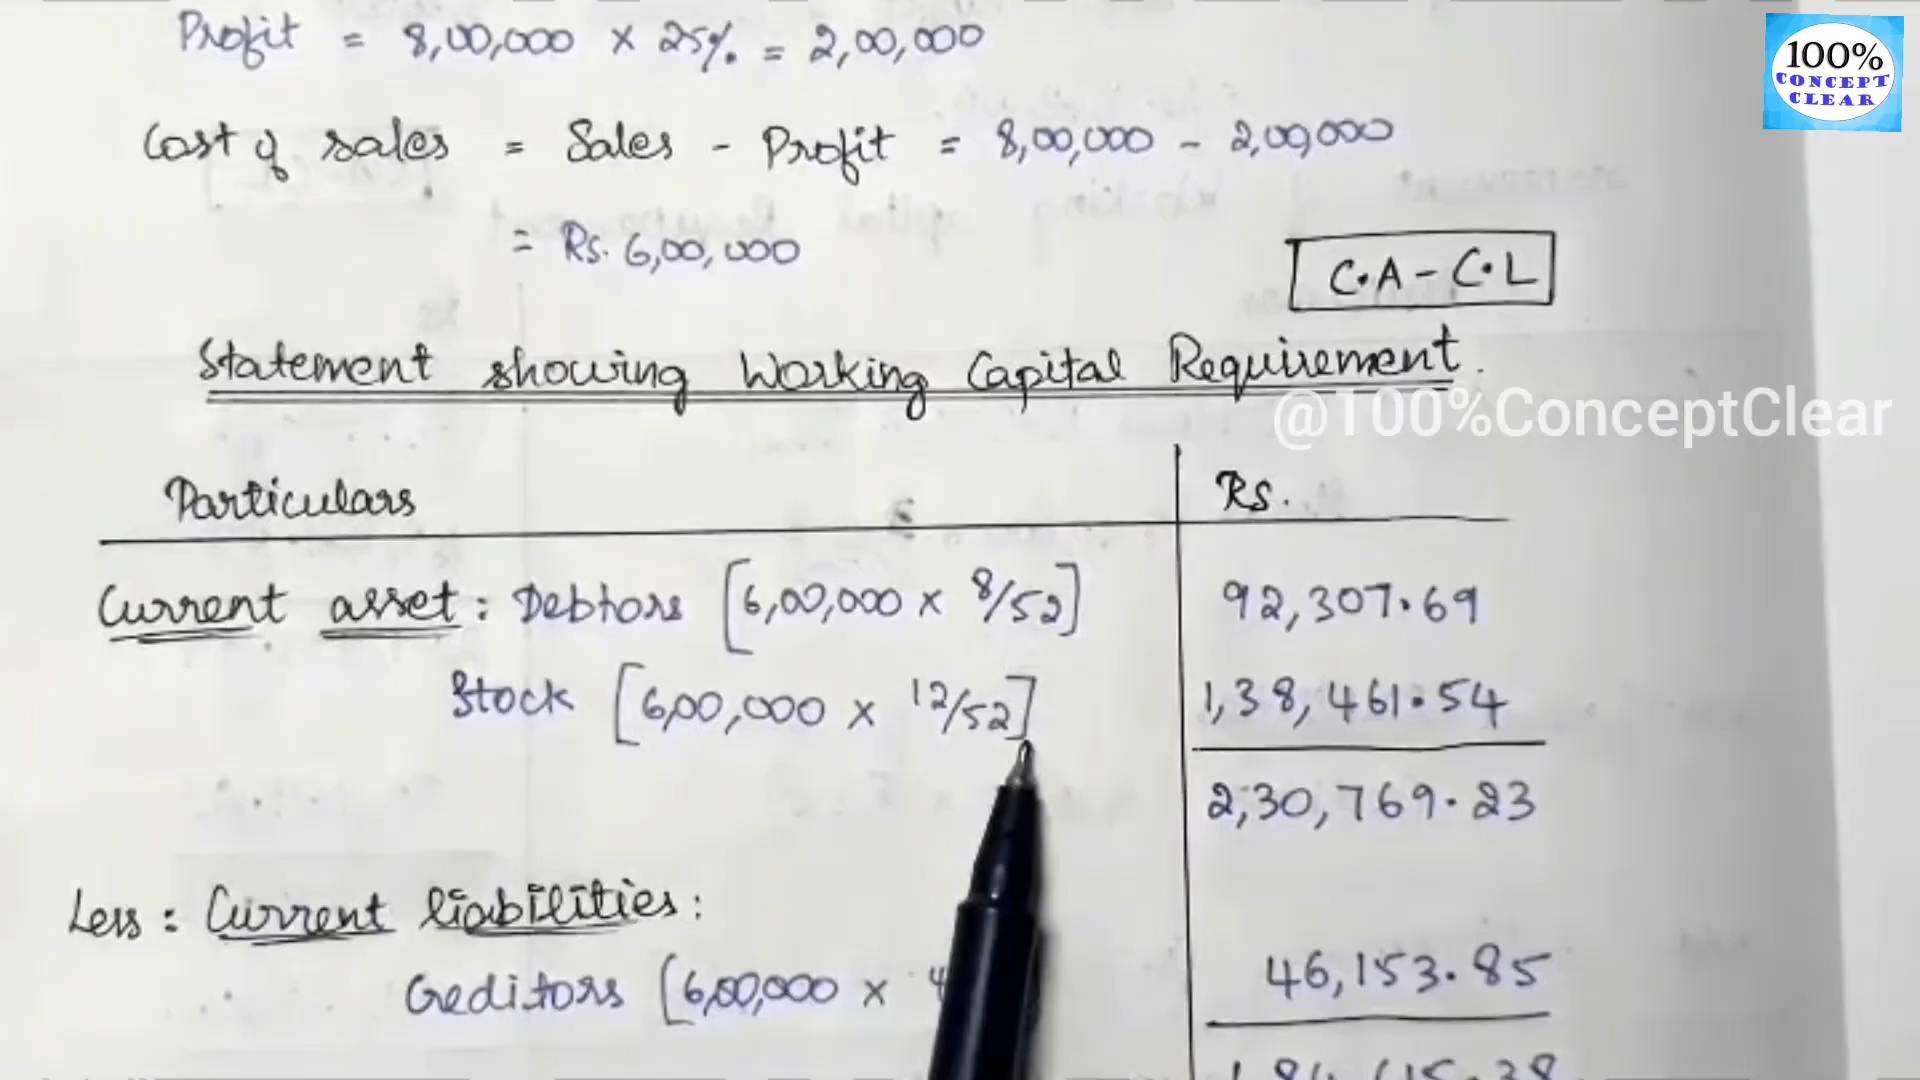 Profit = 8,00,000 × 25% = 2,00,000
100%
CONCEPT
CLEAR
Cost of sales = Sales - Profit = 8,00,000 - 2,00,000
= Rs. 6,00,000
C.A - C.L
Statement showing Working Capital Requirement.
@100%ConceptClear
Particulars Rs.
Current asset : Debtors [6,00,000 × 8/52] 92,307.69
Stock [6,00,000 × 12/52] 1,38,461.54
2,30,769.23
Less : Current liabilities :
Creditors [6,00,000 × 4 46,153.85